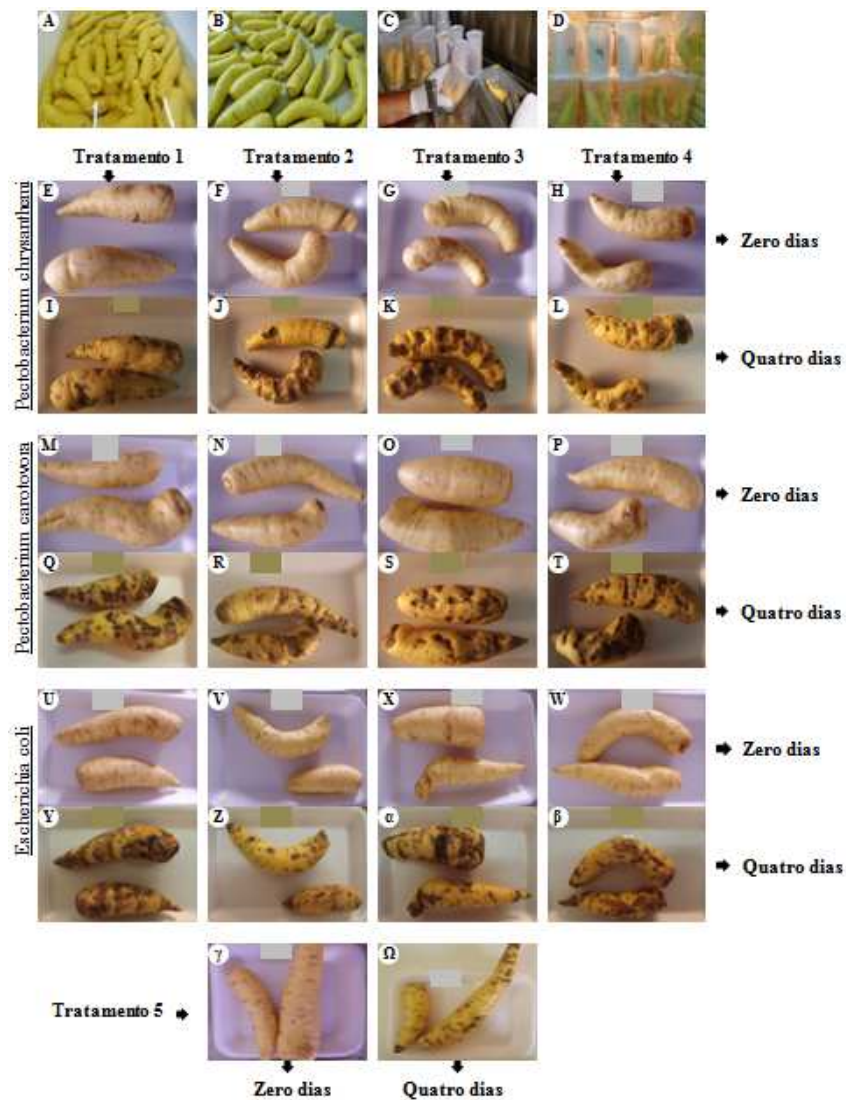 A B C D
Tratamento 1 Tratamento 2 Tratamento 3 Tratamento 4
Pectobacterium chrysanthemi
E F G H
Zero dias
I J K L
Quatro dias
Pectobacterium carotovora
M N O P
Zero dias
Q R S T
Quatro dias
Escherichia coli
U V X W
Zero dias
Y Z α β
Quatro dias
γ Ω
Tratamento 5
Zero dias Quatro dias